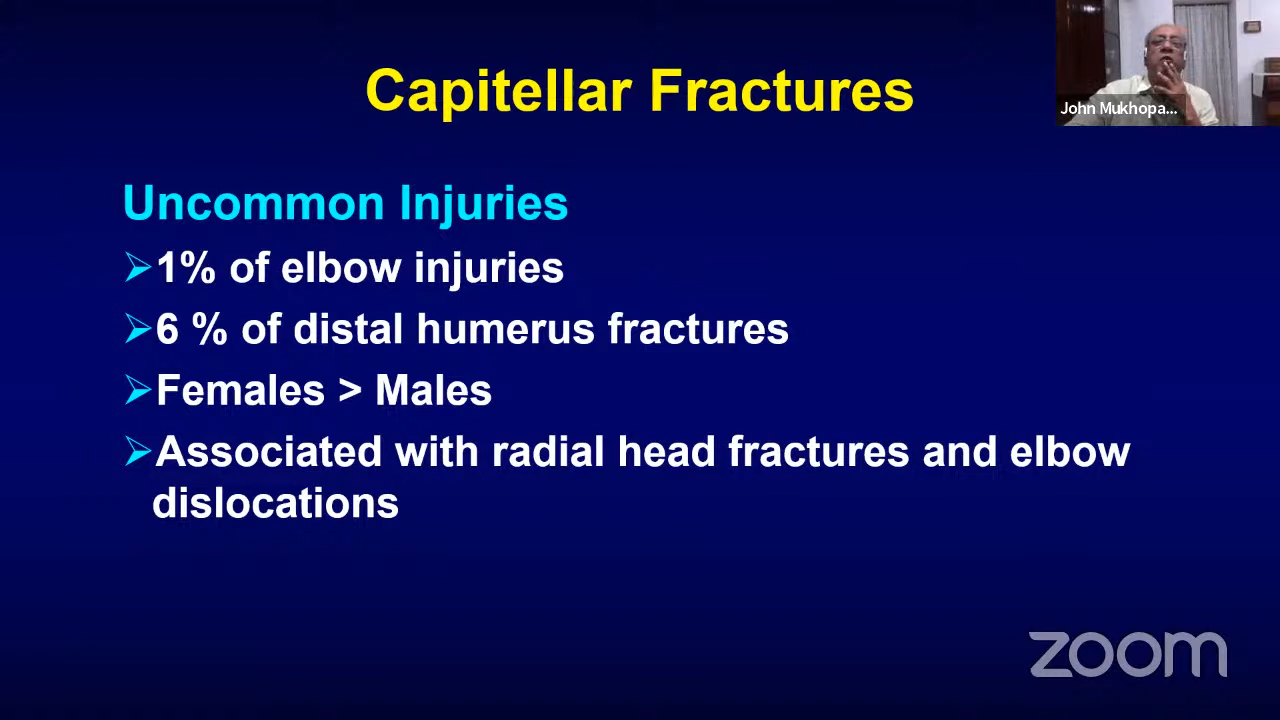 Capitellar Fractures
John Mukhopa...
Uncommon Injuries
1% of elbow injuries
6 % of distal humerus fractures
Females > Males
Associated with radial head fractures and elbow
dislocations
zoom